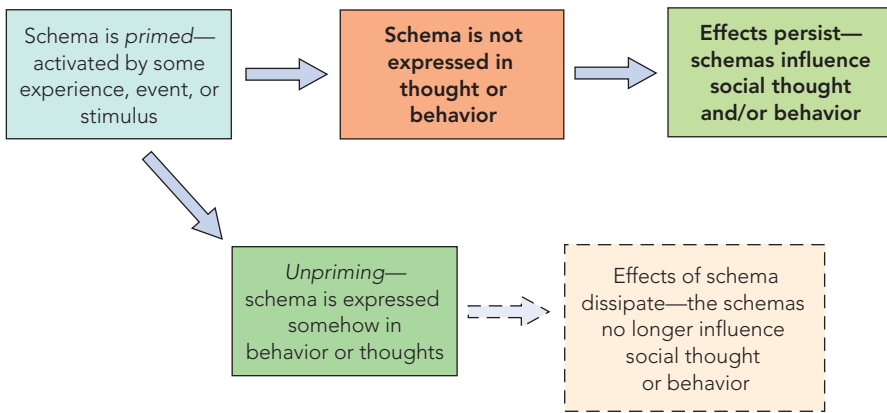 Schema is primed—
activated by some
experience, event, or
stimulus
Schema is not
expressed in
thought or
behavior
Effects persist—
schemas influence
social thought
and/or behavior
Unpriming—
schema is expressed
somehow in
behavior or thoughts
Effects of schema
dissipate—the schemas
no longer influence
social thought
or behavior